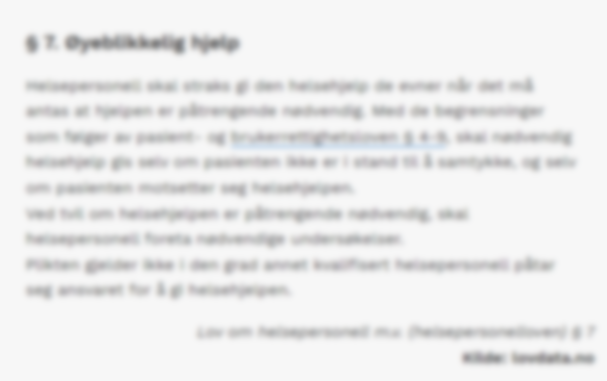 § 7. Øyeblikkelig hjelp
Helsepersonell skal straks gi den helsehjelp de evner når det må
antas at hjelpen er påtrengende nødvendig. Med de begrensninger
som følger av pasient- og brukerrettighetsloven § 4-9, skal nødvendig
helsehjelp gis selv om pasienten ikke er i stand til å samtykke, og selv
om pasienten motsetter seg helsehjelpen.
Ved tvil om helsehjelpen er påtrengende nødvendig, skal
helsepersonell foreta nødvendige undersøkelser.
Plikten gjelder ikke i den grad annet kvalifisert helsepersonell påtar
seg ansvaret for å gi helsehjelpen.
Lov om helsepersonell m.v. (helsepersonelloven) § 7
Kilde: lovdata.no